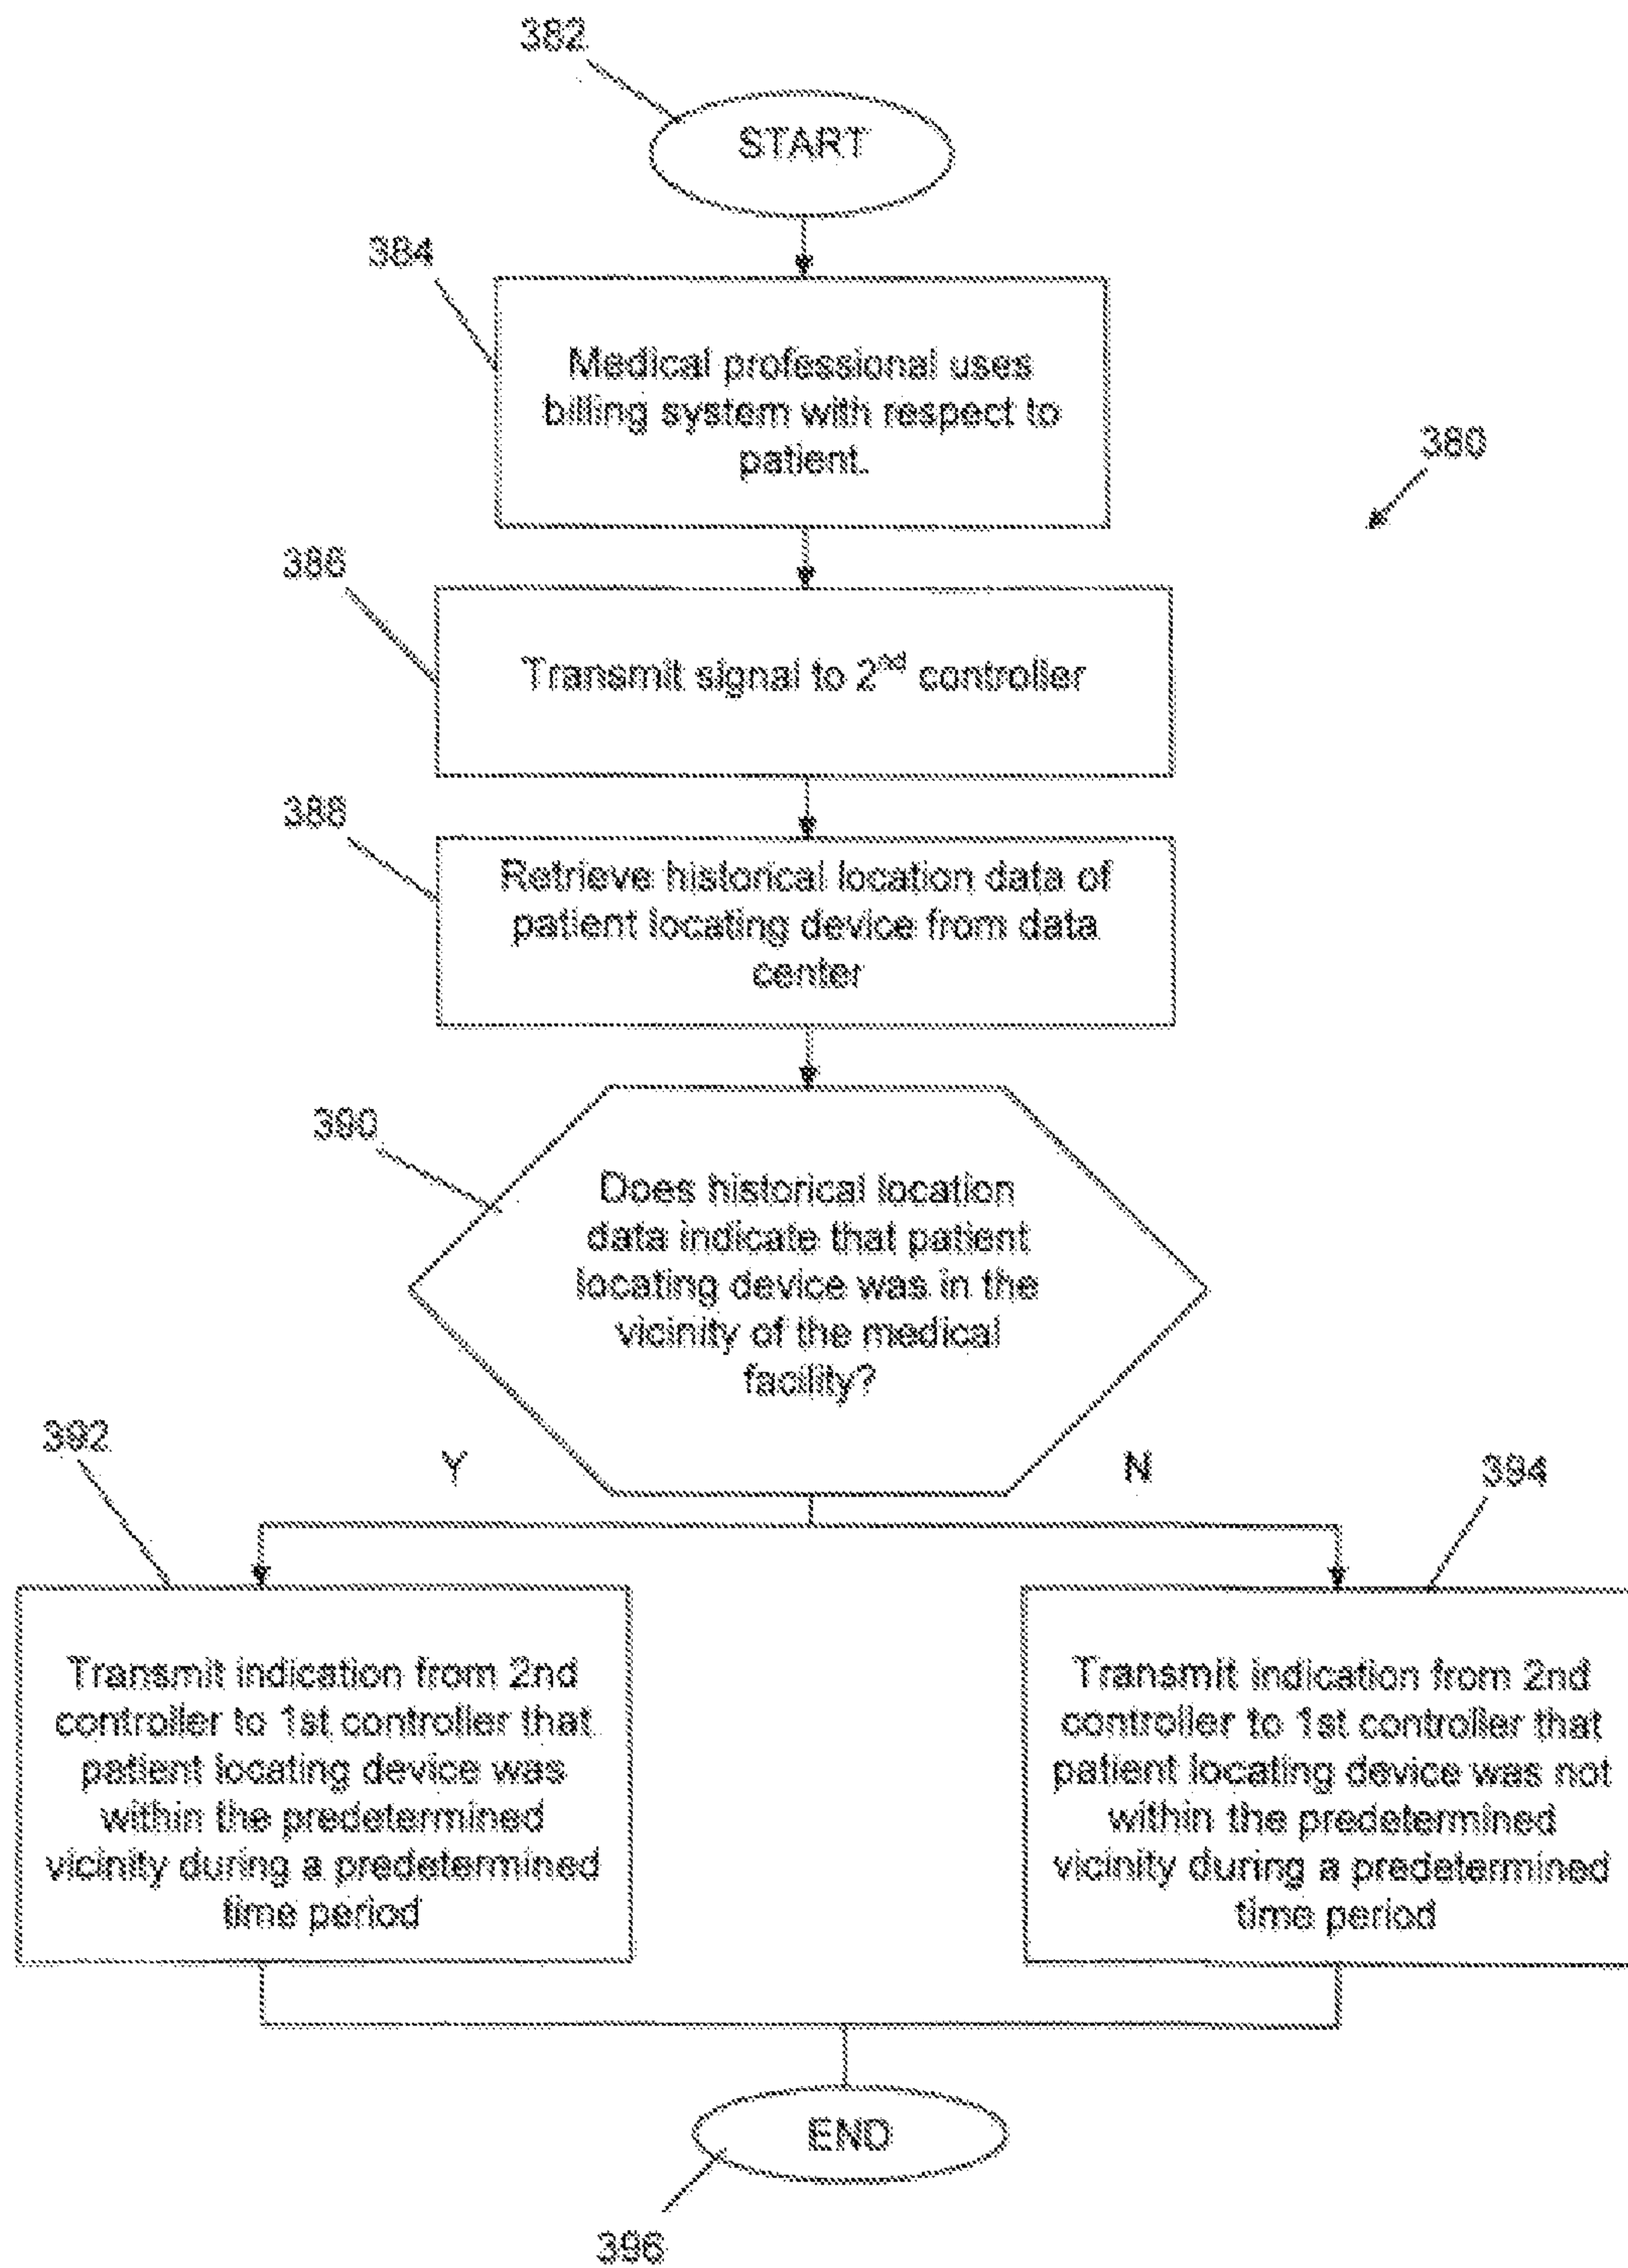 382
START
384
Medical professional uses
billing system with respect to
patient.
380
386
Transmit signal to 2nd controller
388
Retrieve historical location data of
patient locating device from data
center
390
Does historical location
data indicate that patient
locating device was in the
vicinity of the medical
facility?
392
Y
N
394
Transmit indication from 2nd
controller to 1st controller that
patient locating device was
within the predetermined
vicinity during a predetermined
time period
Transmit indication from 2nd
controller to 1st controller that
patient locating device was not
within the predetermined
vicinity during a predetermined
time period
END
396